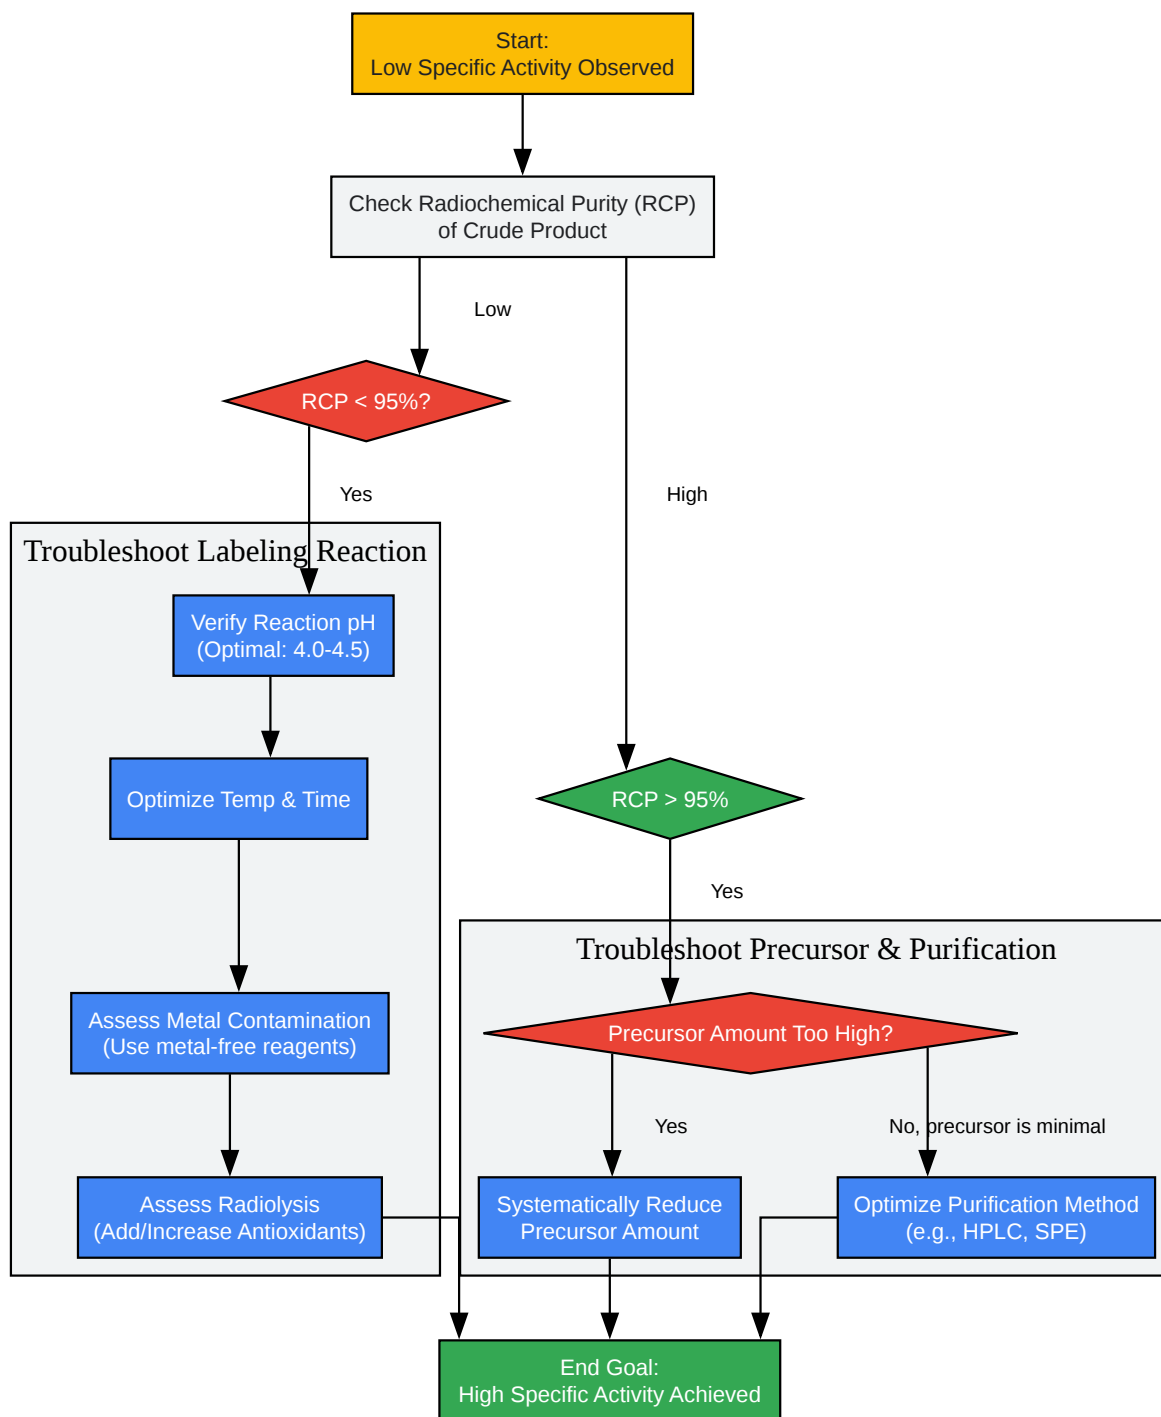 Start:
Low Specific Activity Observed
Check Radiochemical Purity (RCP)
of Crude Product
Low
RCP < 95%?
Yes
High
Troubleshoot Labeling Reaction
Verify Reaction pH
(Optimal: 4.0-4.5)
Optimize Temp & Time
RCP > 95%
Yes
Troubleshoot Precursor & Purification
Assess Metal Contamination
(Use metal-free reagents)
Precursor Amount Too High?
Yes
No, precursor is minimal
Assess Radiolysis
(Add/Increase Antioxidants)
Systematically Reduce
Precursor Amount
Optimize Purification Method
(e.g., HPLC, SPE)
End Goal:
High Specific Activity Achieved